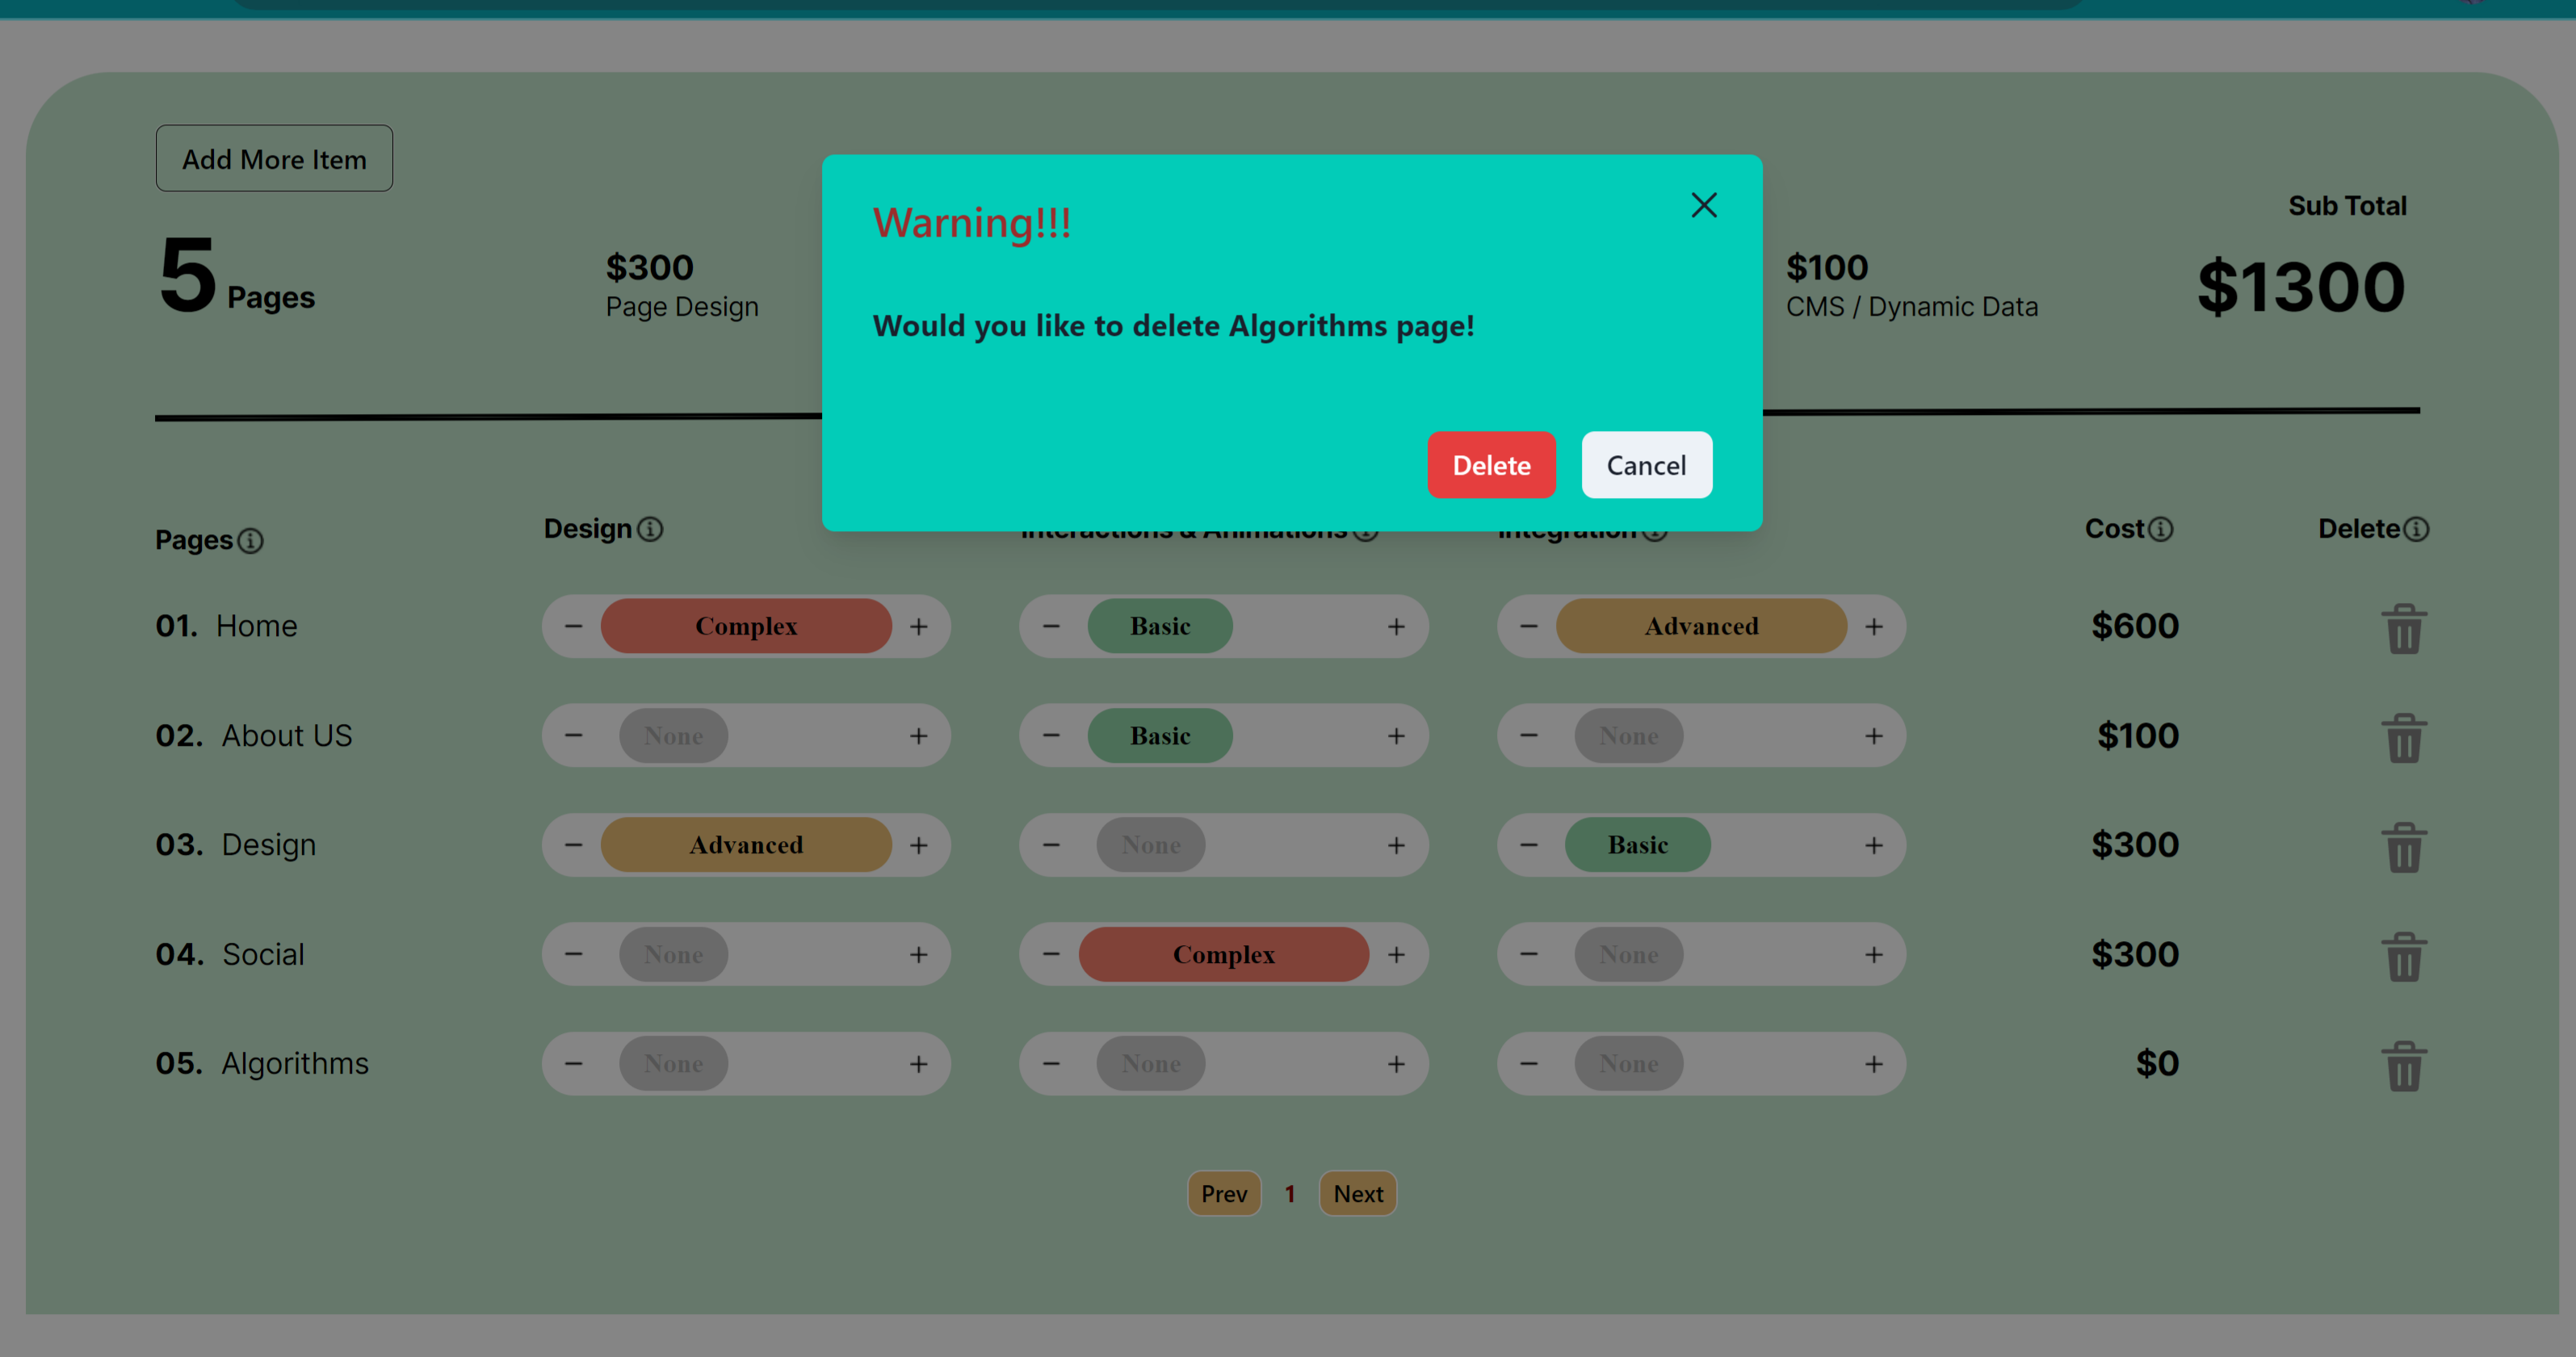 Add More Item
Warning!!!
Sub Total
5 Pages
$300
Page Design
$100
CMS / Dynamic Data
$1300
Would you like to delete Algorithms page!
Delete
Cancel
Pages
Design
Interactions & Animations
Integration
Cost
Delete
01. Home − Complex + − Basic + − Advanced + $600
02. About US − None + − Basic + − None + $100
03. Design − Advanced + − None + − Basic + $300
04. Social − None + − Complex + − None + $300
05. Algorithms − None + − None + − None + $0
Prev 1 Next